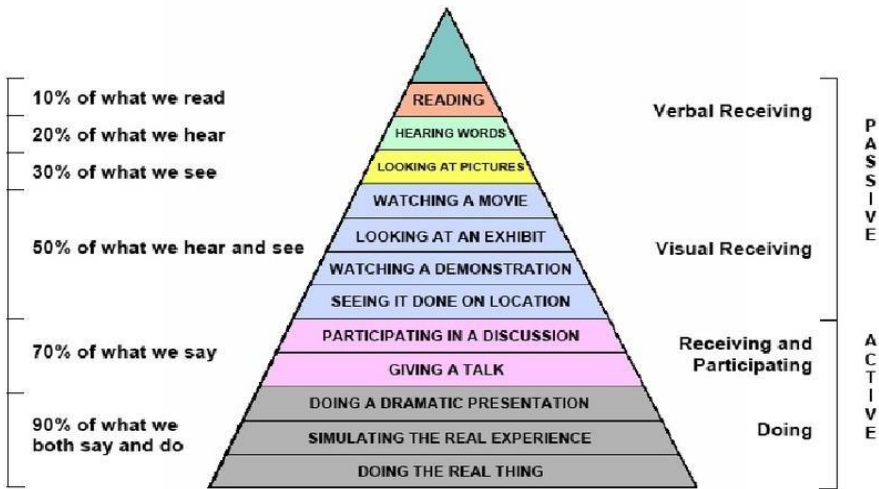 10% of what we read
20% of what we hear
30% of what we see
50% of what we hear and see
70% of what we say
90% of what we
both say and do
READING
HEARING WORDS
LOOKING AT PICTURES
WATCHING A MOVIE
LOOKING AT AN EXHIBIT
WATCHING A DEMONSTRATION
SEEING IT DONE ON LOCATION
PARTICIPATING IN A DISCUSSION
GIVING A TALK
DOING A DRAMATIC PRESENTATION
SIMULATING THE REAL EXPERIENCE
DOING THE REAL THING
Verbal Receiving
Visual Receiving
Receiving and
Participating
Doing
PASSIVE
ACTIVE